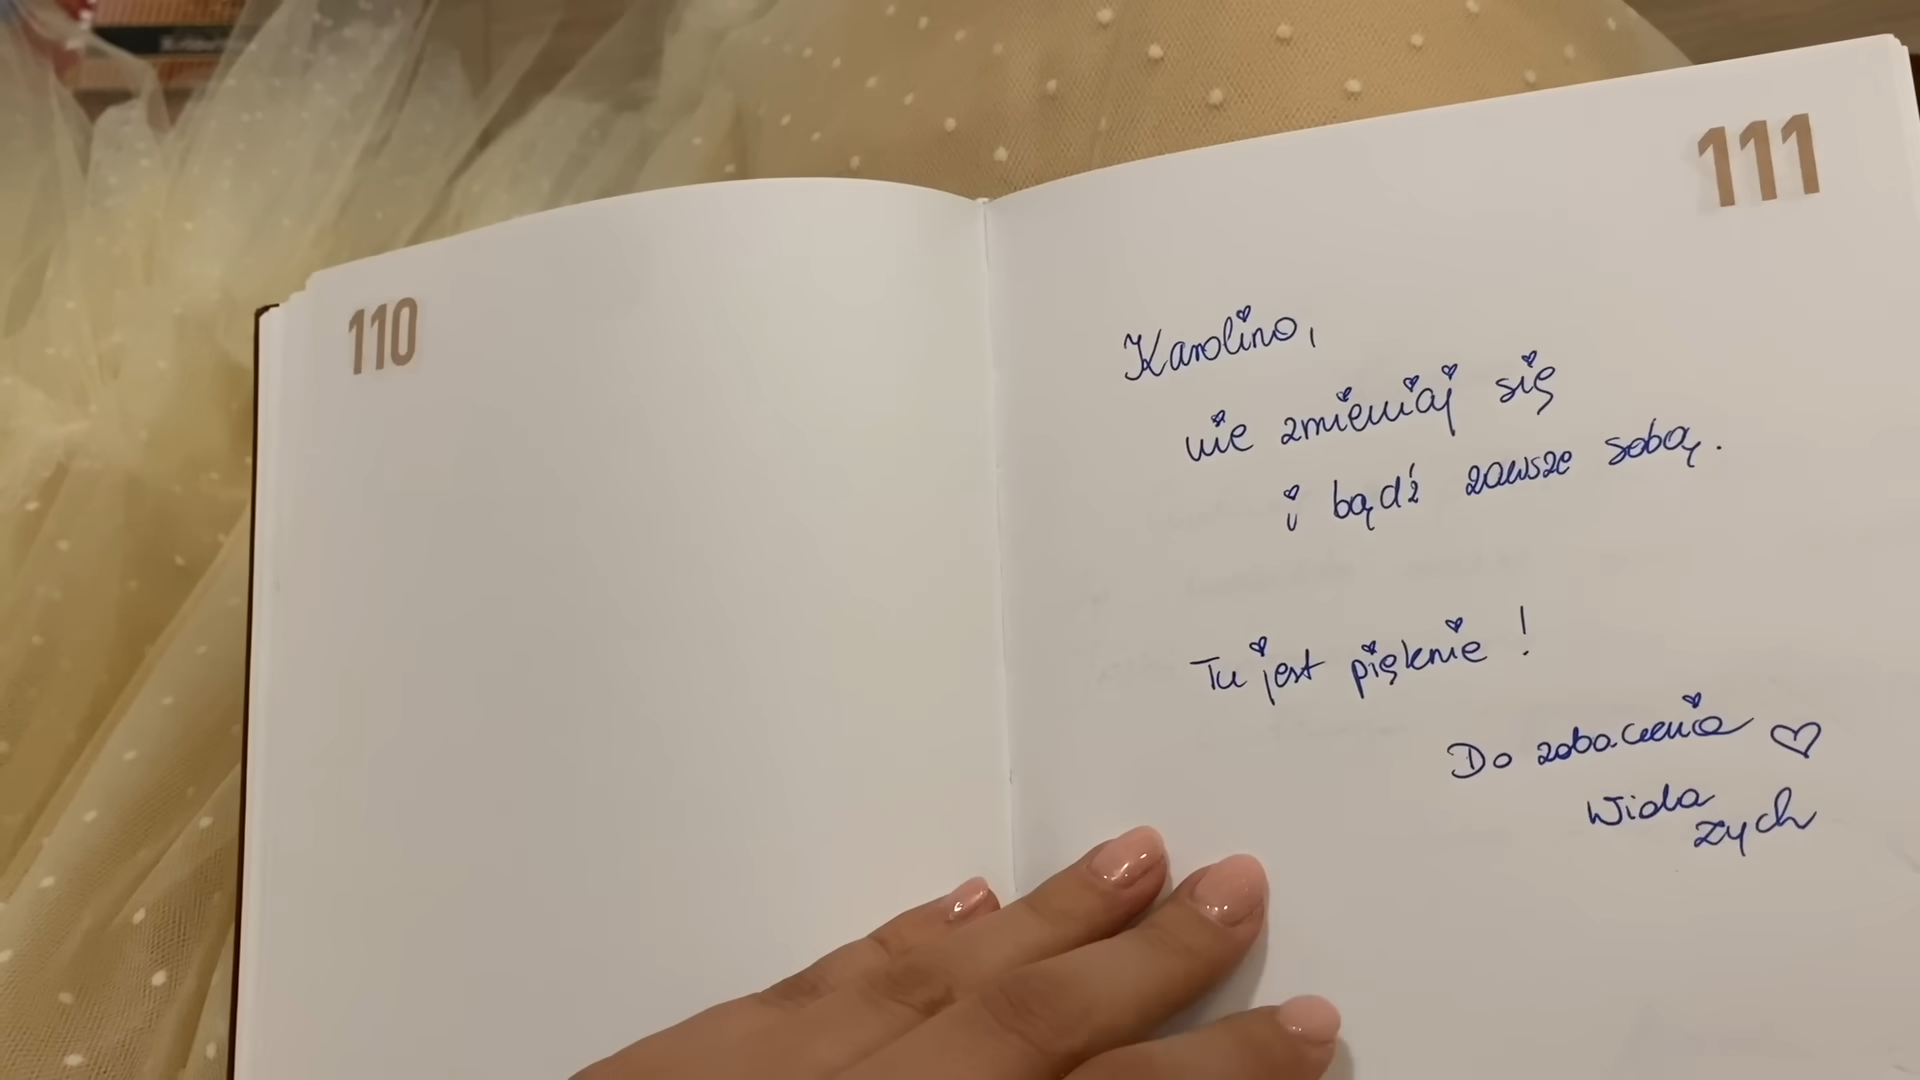 110
111
Karolino,
nie zmieniaj się
i bądź zawsze sobą.
Tu jest pięknie!
Do zobaczenia ♡
Wida
Zych